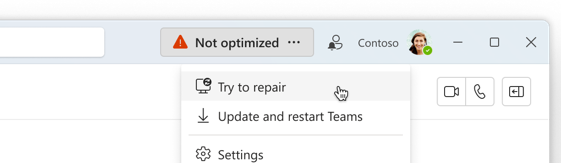 Not optimized ...
Contoso
Try to repair
Update and restart Teams
Settings